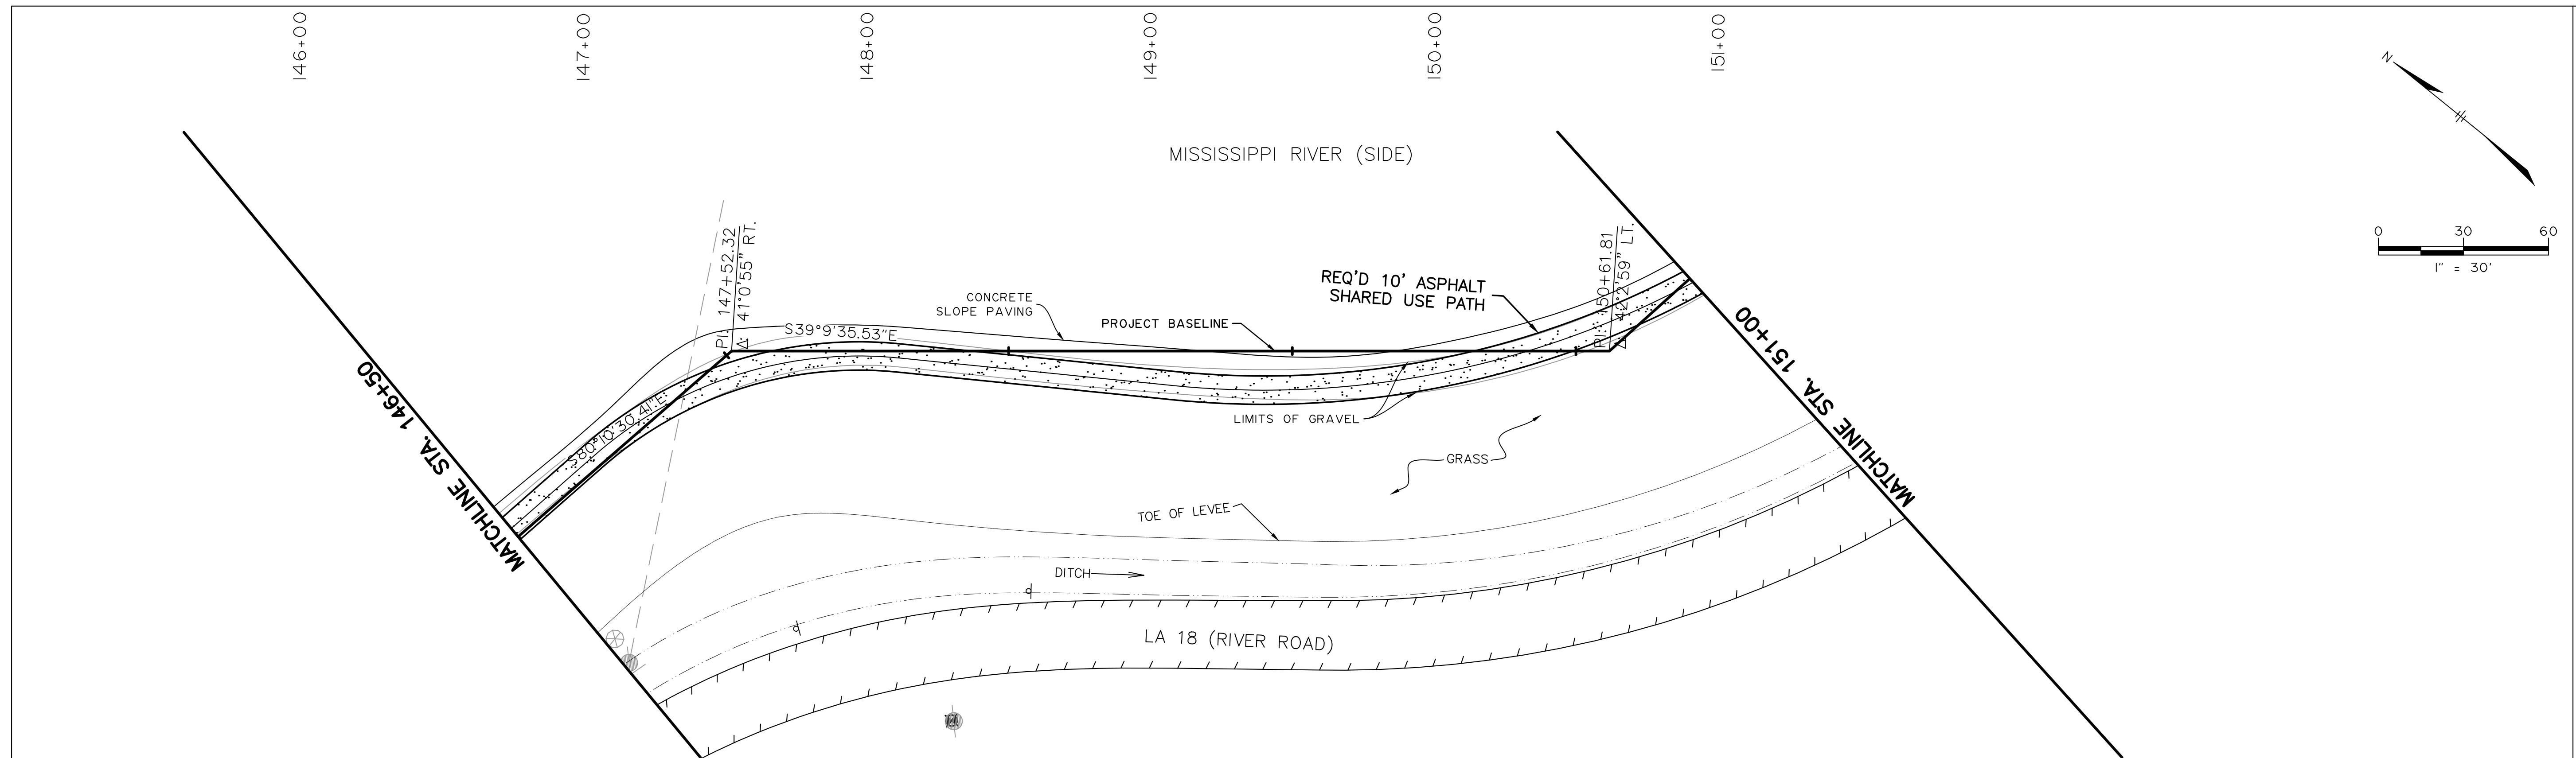 146+00
147+00
148+00
149+00
150+00
151+00
N
MISSISSIPPI RIVER (SIDE)
0 30 60
1" = 30'
PI 147+52.32
Δ 41°0'55" RT.
PI 150+61.81
Δ 42°2'59" LT.
REQ'D 10' ASPHALT
SHARED USE PATH
CONCRETE
SLOPE PAVING
PROJECT BASELINE
S39°9'35.53"E
S80°10'30.41"E
MATCHLINE STA. 146+50
MATCHLINE STA. 151+00
LIMITS OF GRAVEL
GRASS
TOE OF LEVEE
DITCH
LA 18 (RIVER ROAD)